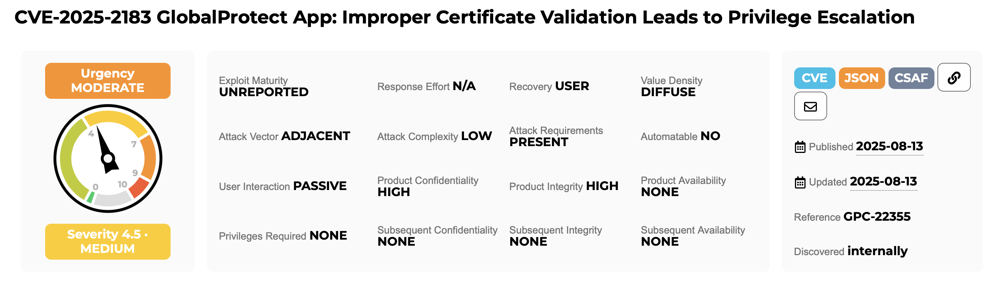 CVE-2025-2183 GlobalProtect App: Improper Certificate Validation Leads to Privilege Escalation
Urgency
MODERATE
4
7
9
0
10
Severity 4.5 ·
MEDIUM
Exploit Maturity
UNREPORTED
Response Effort N/A
Recovery USER
Value Density
DIFFUSE
Attack Vector ADJACENT
Attack Complexity LOW
Attack Requirements
PRESENT
Automatable NO
User Interaction PASSIVE
Product Confidentiality
HIGH
Product Integrity HIGH
Product Availability
NONE
Privileges Required NONE
Subsequent Confidentiality
NONE
Subsequent Integrity
NONE
Subsequent Availability
NONE
CVE
JSON
CSAF
Published 2025-08-13
Updated 2025-08-13
Reference GPC-22355
Discovered internally